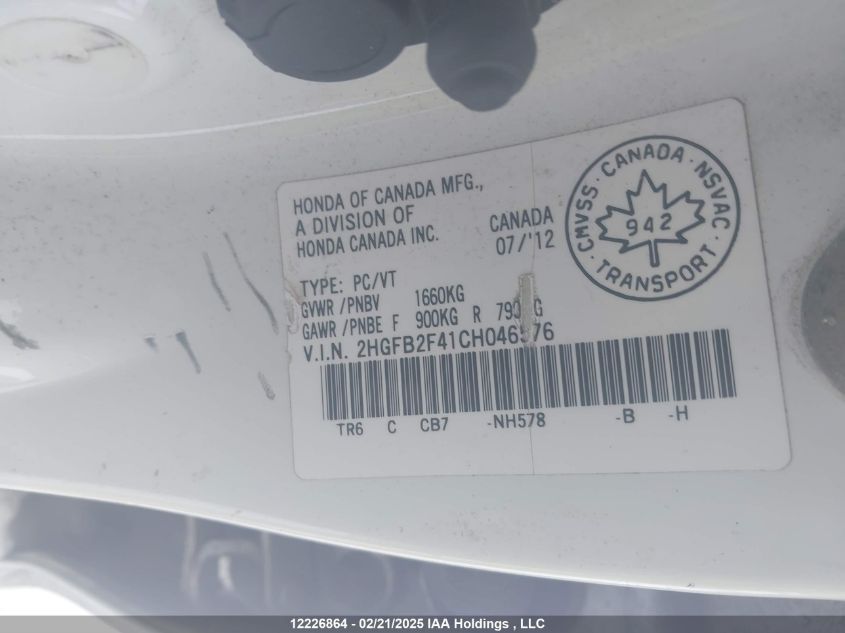 HONDA OF CANADA MFG.,
A DIVISION OF
HONDA CANADA INC.
CANADA
07/'12
CMVSS · CANADA · NSVAC
942
· TRANSPORT ·
TYPE: PC/VT
GVWR /PNBV 1660KG
GAWR /PNBE F 900KG R
V.I.N.
TR6 C CB7 -NH578 -B -H
12226864 - 02/21/2025 IAA Holdings , LLC